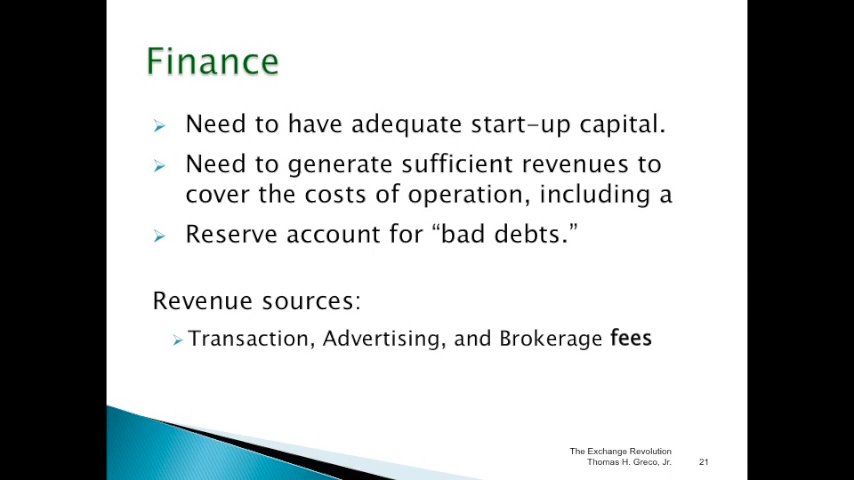 Finance
➢ Need to have adequate start-up capital.
➢ Need to generate sufficient revenues to
cover the costs of operation, including a
➢ Reserve account for “bad debts.”
Revenue sources:
➢ Transaction, Advertising, and Brokerage fees
The Exchange Revolution
Thomas H. Greco, Jr.
21